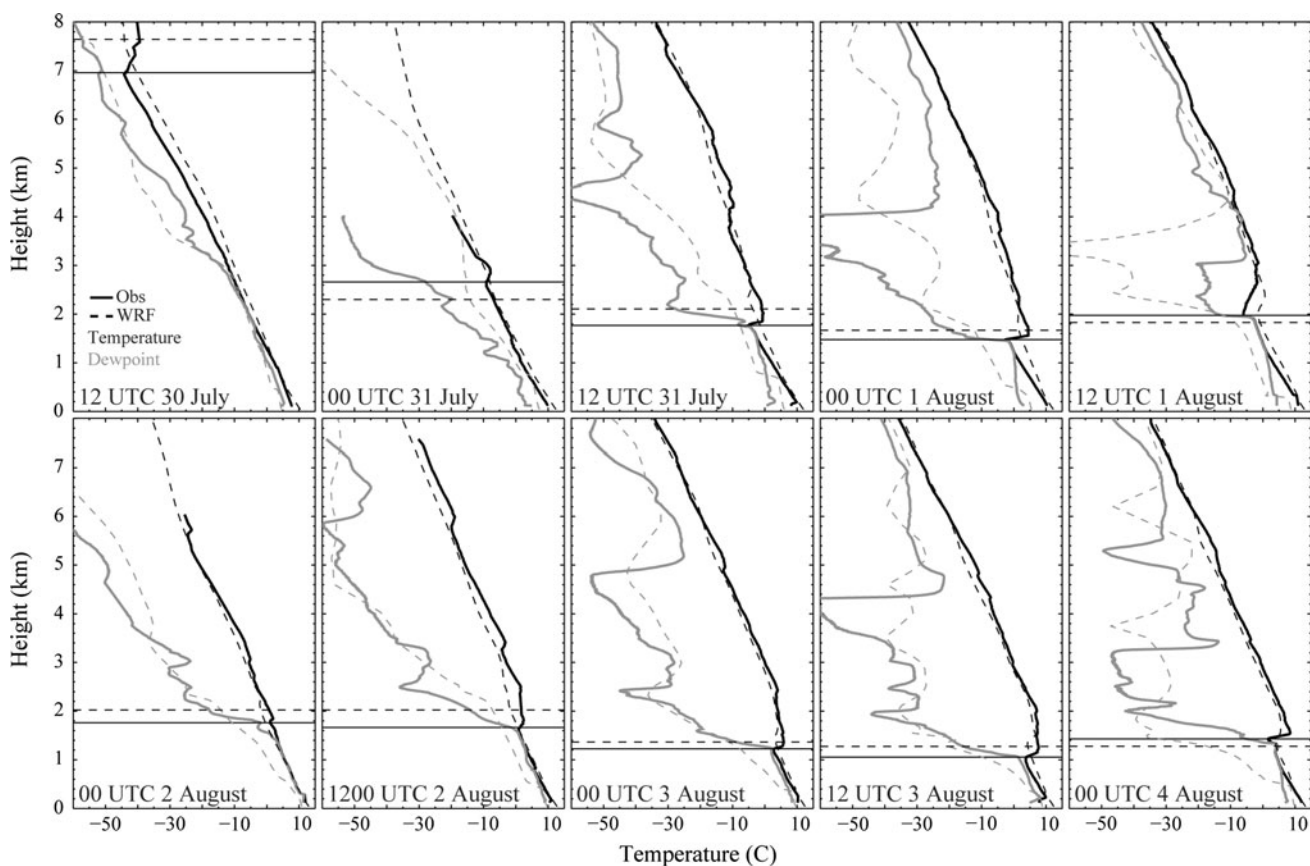 8
7
6
5
4
3
2
1
0
Height (km)
Obs
WRF
Temperature
Dewpoint
12 UTC 30 July
00 UTC 31 July
12 UTC 31 July
00 UTC 1 August
12 UTC 1 August
7
6
5
4
3
2
1
0
Height (km)
00 UTC 2 August
1200 UTC 2 August
00 UTC 3 August
12 UTC 3 August
00 UTC 4 August
−50 −30 −10 10 −50 −30 −10 10 −50 −30 −10 10 −50 −30 −10 10 −50 −30 −10 10
Temperature (C)